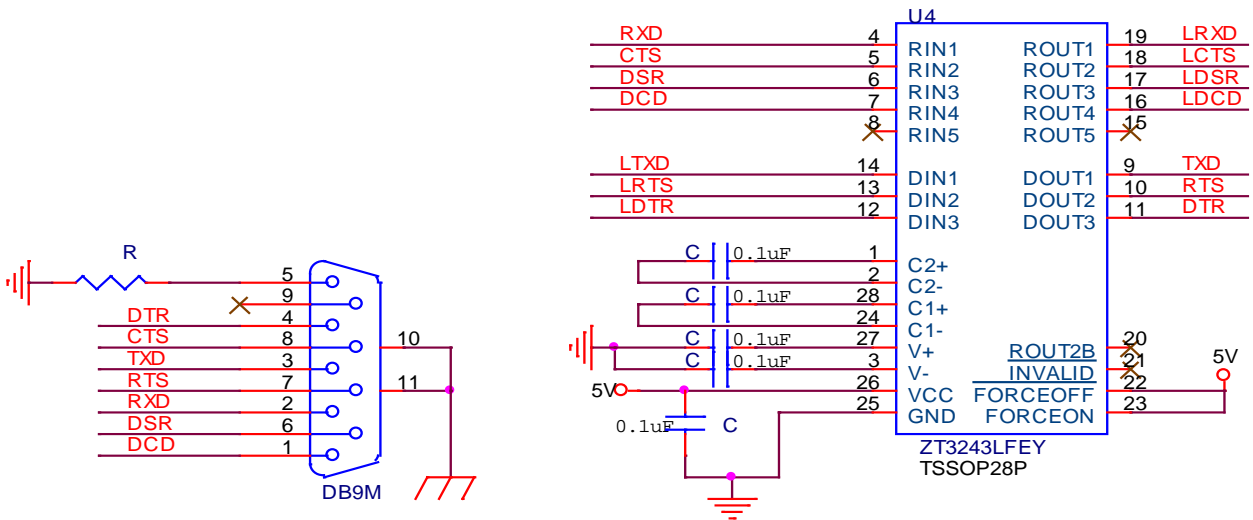 U4
RXD 4 RIN1 ROUT1 19 LRXD
CTS 5 RIN2 ROUT2 18 LCTS
DSR 6 RIN3 ROUT3 17 LDSR
DCD 7 RIN4 ROUT4 16 LDCD
8 RIN5 ROUT5 15
LTXD 14 DIN1 DOUT1 9 TXD
LRTS 13 DIN2 DOUT2 10 RTS
LDTR 12 DIN3 DOUT3 11 DTR
C 0.1uF 1 C2+
2 C2-
C 0.1uF 28 C1+
24 C1-
C 0.1uF 27 V+ ROUT2B 20
C 0.1uF 3 V- INVALID 21
5V 26 VCC FORCEOFF 22 5V
25 GND FORCEON 23
0.1uF C
ZT3243LFEY
TSSOP28P
R
5
9
DTR 4
CTS 8 10
TXD 3
RTS 7 11
RXD 2
DSR 6
DCD 1
DB9M